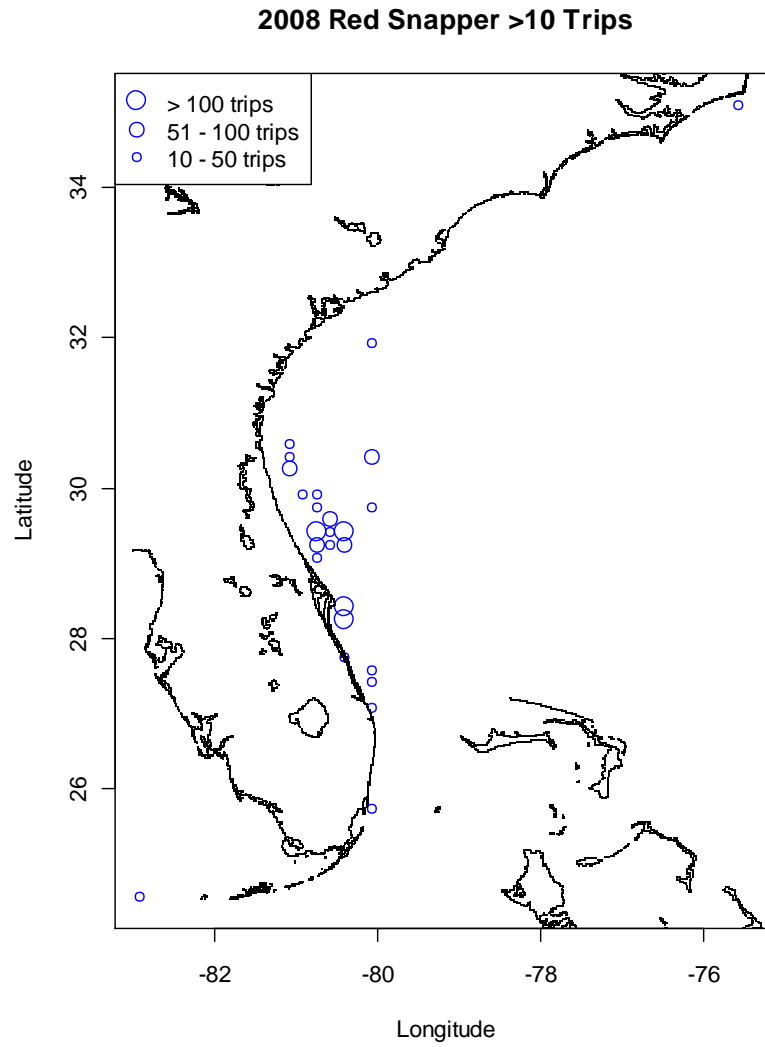 2008 Red Snapper >10 Trips
> 100 trips
51 - 100 trips
10 - 50 trips
34
32
30
28
26
Latitude
-82 -80 -78 -76
Longitude